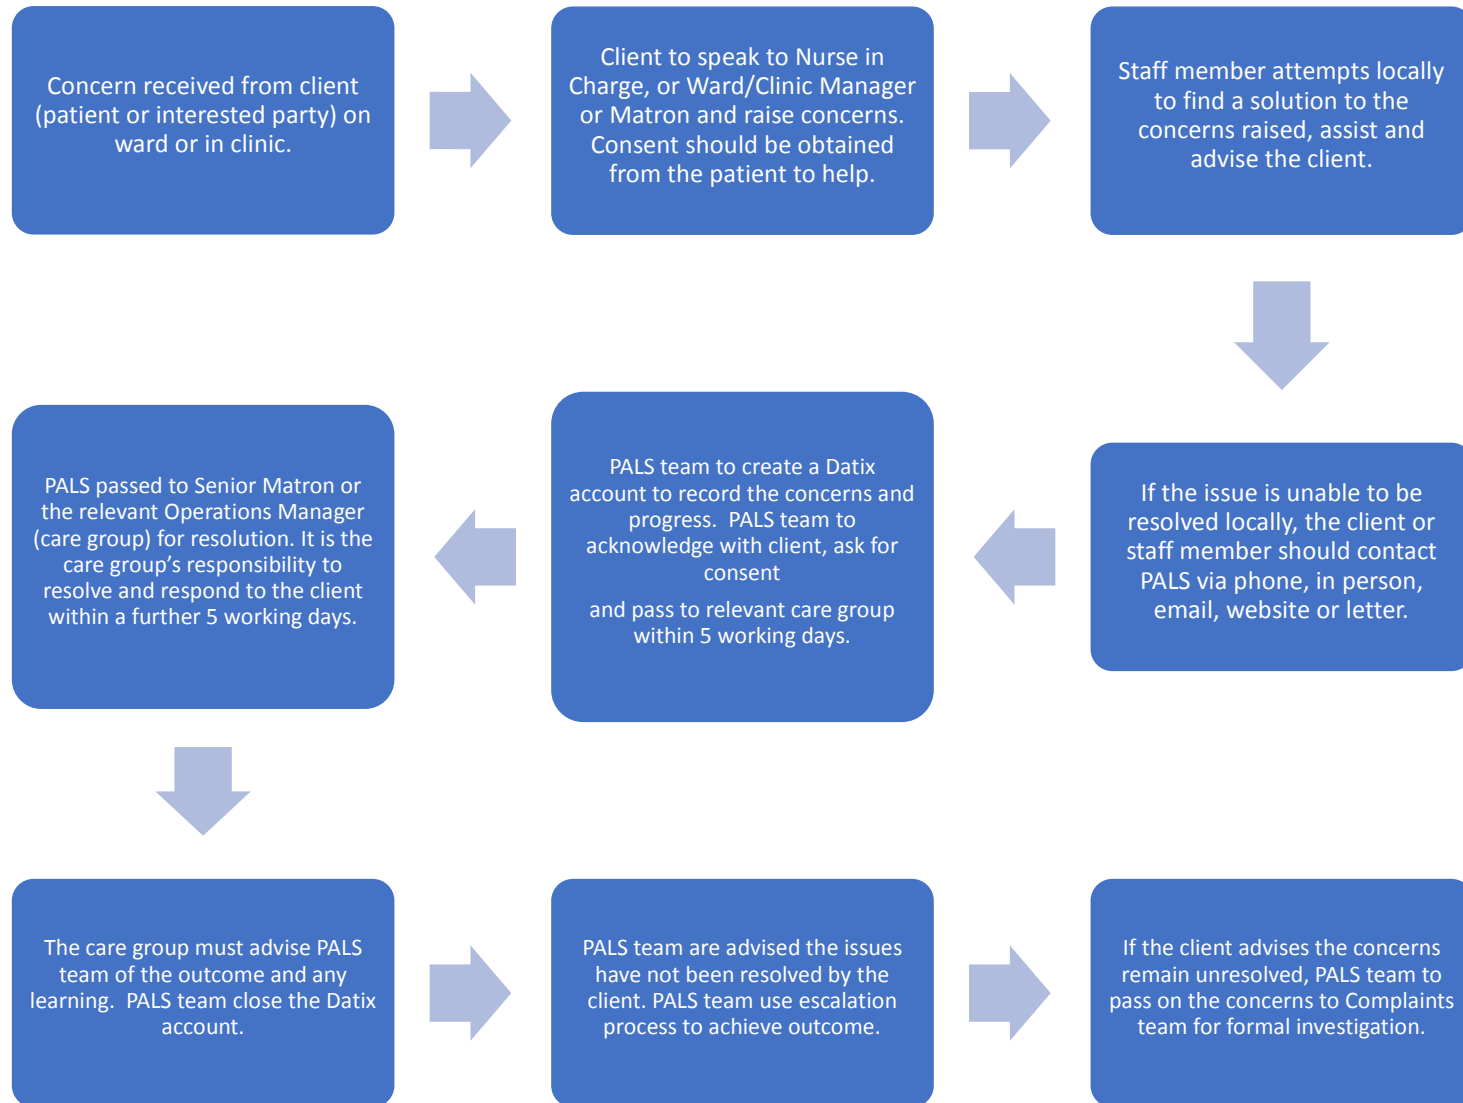 Concern received from client
(patient or interested party) on
ward or in clinic.
Client to speak to Nurse in
Charge, or Ward/Clinic Manager
or Matron and raise concerns.
Consent should be obtained
from the patient to help.
Staff member attempts locally
to find a solution to the
concerns raised, assist and
advise the client.
If the issue is unable to be
resolved locally, the client or
staff member should contact
PALS via phone, in person,
email, website or letter.
PALS team to create a Datix
account to record the concerns and
progress.  PALS team to
acknowledge with client, ask for
consent
and pass to relevant care group
within 5 working days.
PALS passed to Senior Matron or
the relevant Operations Manager
(care group) for resolution. It is the
care group’s responsibility to
resolve and respond to the client
within a further 5 working days.
The care group must advise PALS
team of the outcome and any
learning.  PALS team close the Datix
account.
PALS team are advised the issues
have not been resolved by the
client. PALS team use escalation
process to achieve outcome.
If the client advises the concerns
remain unresolved, PALS team to
pass on the concerns to Complaints
team for formal investigation.